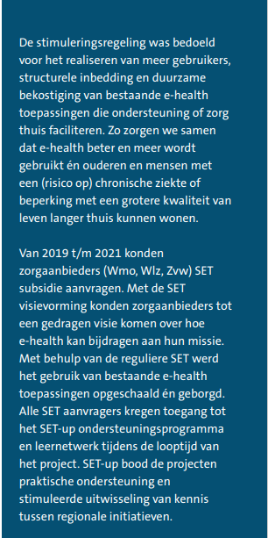 De stimuleringsregeling was bedoeld
voor het realiseren van meer gebruikers,
structurele inbedding en duurzame
bekostiging van bestaande e-health
toepassingen die ondersteuning of zorg
thuis faciliteren. Zo zorgen we samen
dat e-health beter en meer wordt
gebruikt én ouderen en mensen met
een (risico op) chronische ziekte of
beperking met een grotere kwaliteit van
leven langer thuis kunnen wonen.

Van 2019 t/m 2021 konden
zorgaanbieders (Wmo, Wlz, Zvw) SET
subsidie aanvragen. Met de SET
visievorming konden zorgaanbieders tot
een gedragen visie komen over hoe
e-health kan bijdragen aan hun missie.
Met behulp van de reguliere SET werd
het gebruik van bestaande e-health
toepassingen opgeschaald én geborgd.
Alle SET aanvragers kregen toegang tot
het SET-up ondersteuningsprogramma
en leernetwerk tijdens de looptijd van
het project. SET-up bood de projecten
praktische ondersteuning en
stimuleerde uitwisseling van kennis
tussen regionale initiatieven.